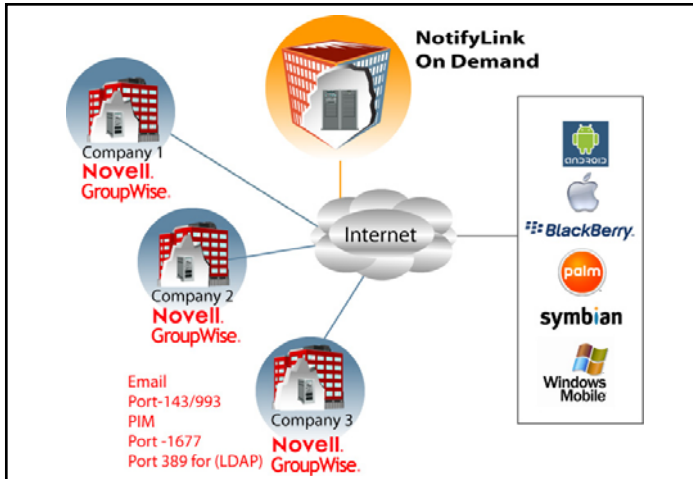 NotifyLink
On Demand
Company 1
Novell.
GroupWise.
Company 2
Novell.
GroupWise.
Company 3
Novell.
GroupWise.
Internet
Email
Port-143/993
PIM
Port -1677
Port 389 for (LDAP)
ANDROID
BlackBerry.
palm
symbian
Windows
Mobile